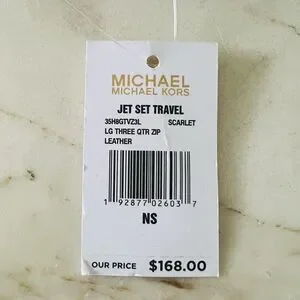 MICHAEL
MICHAEL KORS
JET SET TRAVEL
35H8GTVZ3L SCARLET
LG THREE QTR ZIP
LEATHER
1 92877 02603 7
NS
OUR PRICE $168.00